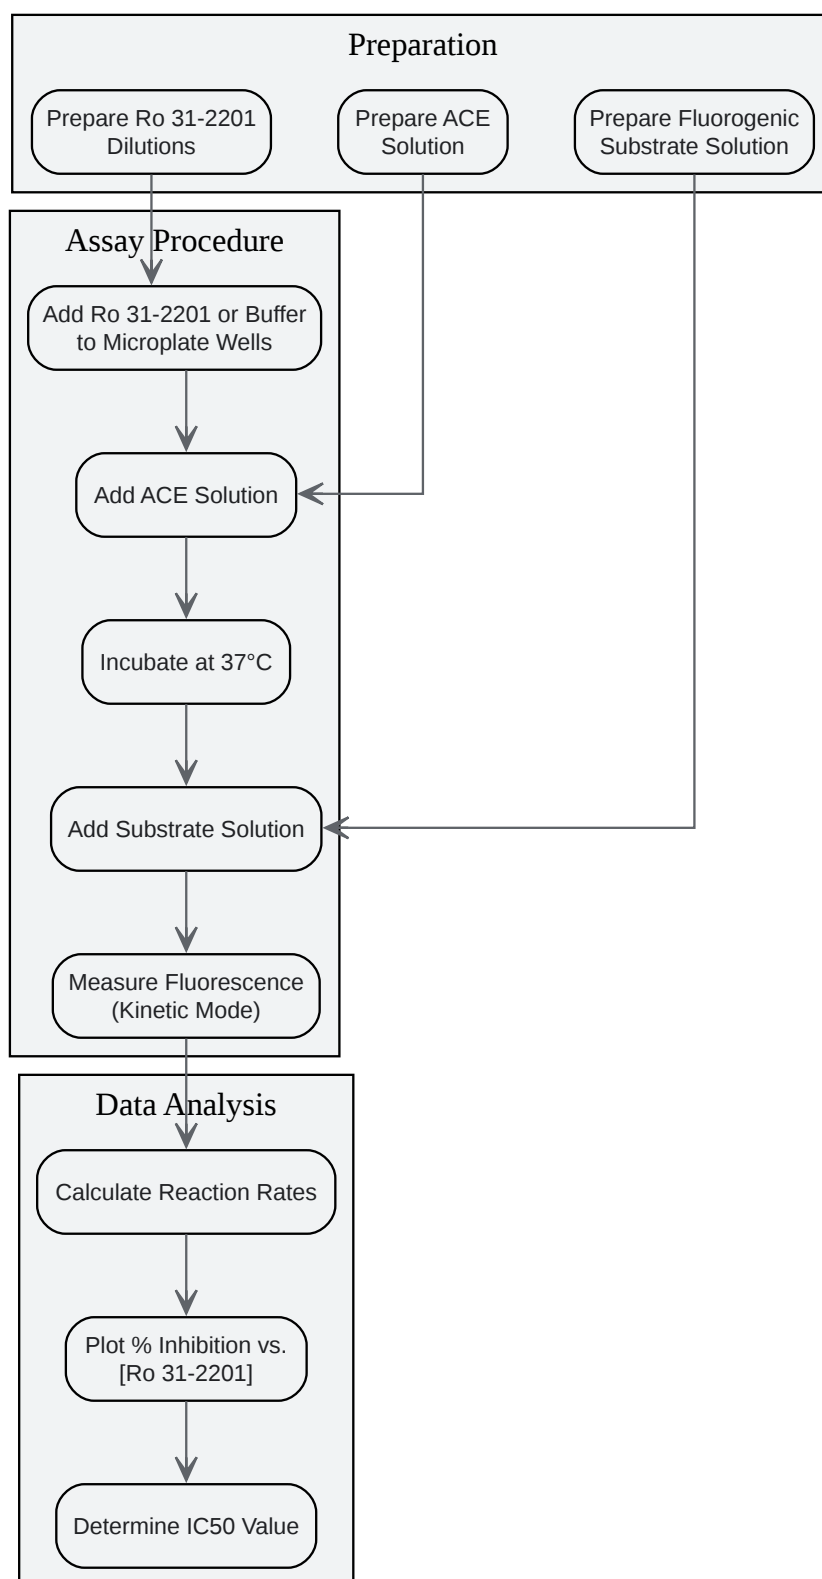 Preparation
Prepare Ro 31-2201
Dilutions
Prepare ACE
Solution
Prepare Fluorogenic
Substrate Solution
Assay Procedure
Add Ro 31-2201 or Buffer
to Microplate Wells
Add ACE Solution
Incubate at 37°C
Add Substrate Solution
Measure Fluorescence
(Kinetic Mode)
Data Analysis
Calculate Reaction Rates
Plot % Inhibition vs.
[Ro 31-2201]
Determine IC50 Value